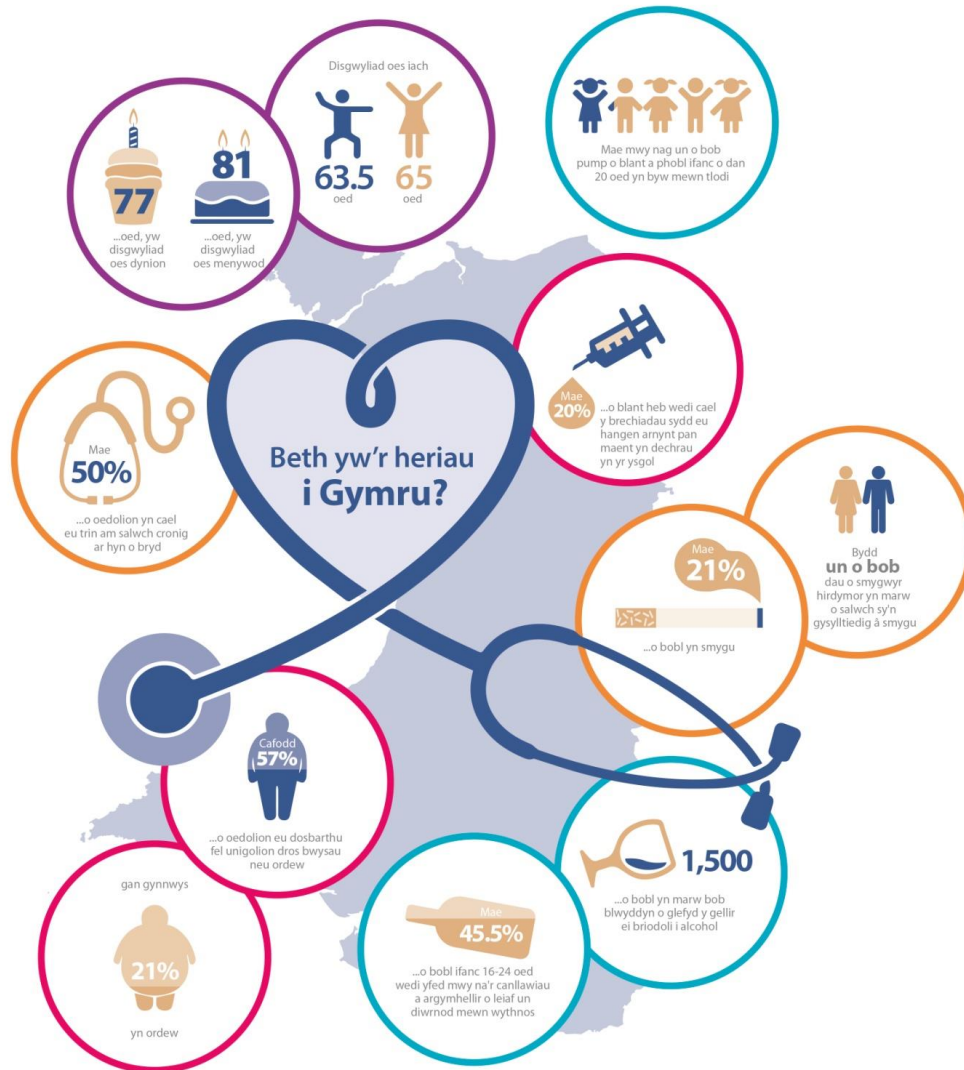 Disgwyliad oes iach
63.5
oed
65
oed
77
...oed, yw
disgwyliad
oes dynion
81
...oed, yw
disgwyliad
oes menywod
Mae mwy nag un o bob
pump o blant a phobl ifanc o dan
20 oed yn byw mewn tlodi
Mae
20%
...o blant heb wedi cael
y brechiadau sydd eu
hangen arnynt pan
maent yn dechrau
yn yr ysgol
Beth yw'r heriau
i Gymru?
Mae
50%
...o oedolion yn cael
eu trin am salwch cronig
ar hyn o bryd
Mae
21%
...o bobl yn smygu
Bydd
un o bob
dau o smygwyr
hirdymor yn marw
o salwch sy'n
gysylltiedig â smygu
Cafodd
57%
...o oedolion eu dosbarthu
fel unigolion dros bwysau
neu ordew
gan gynnwys
21%
yn ordew
Mae
45.5%
...o bobl ifanc 16-24 oed
wedi yfed mwy na'r canllawiau
a argymhellir o leiaf un
diwrnod mewn wythnos
1,500
...o bobl yn marw bob
blwyddyn o glefyd y gellir
ei briodoli i alcohol